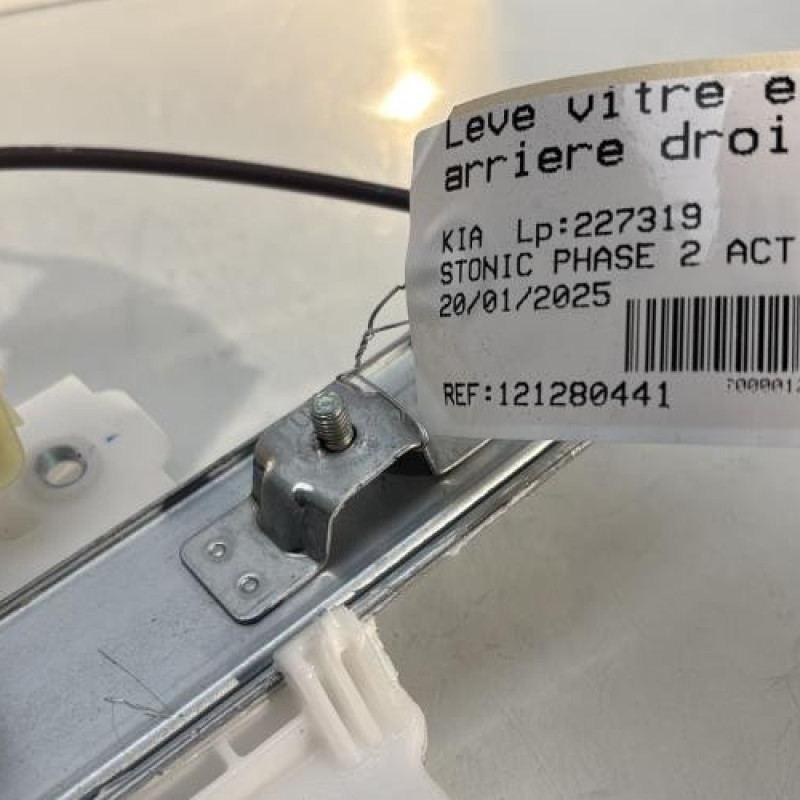 Leve vitre e
arriere droi
KIA Lp:227319
STONIC PHASE 2 ACT
20/01/2025
REF:121280441